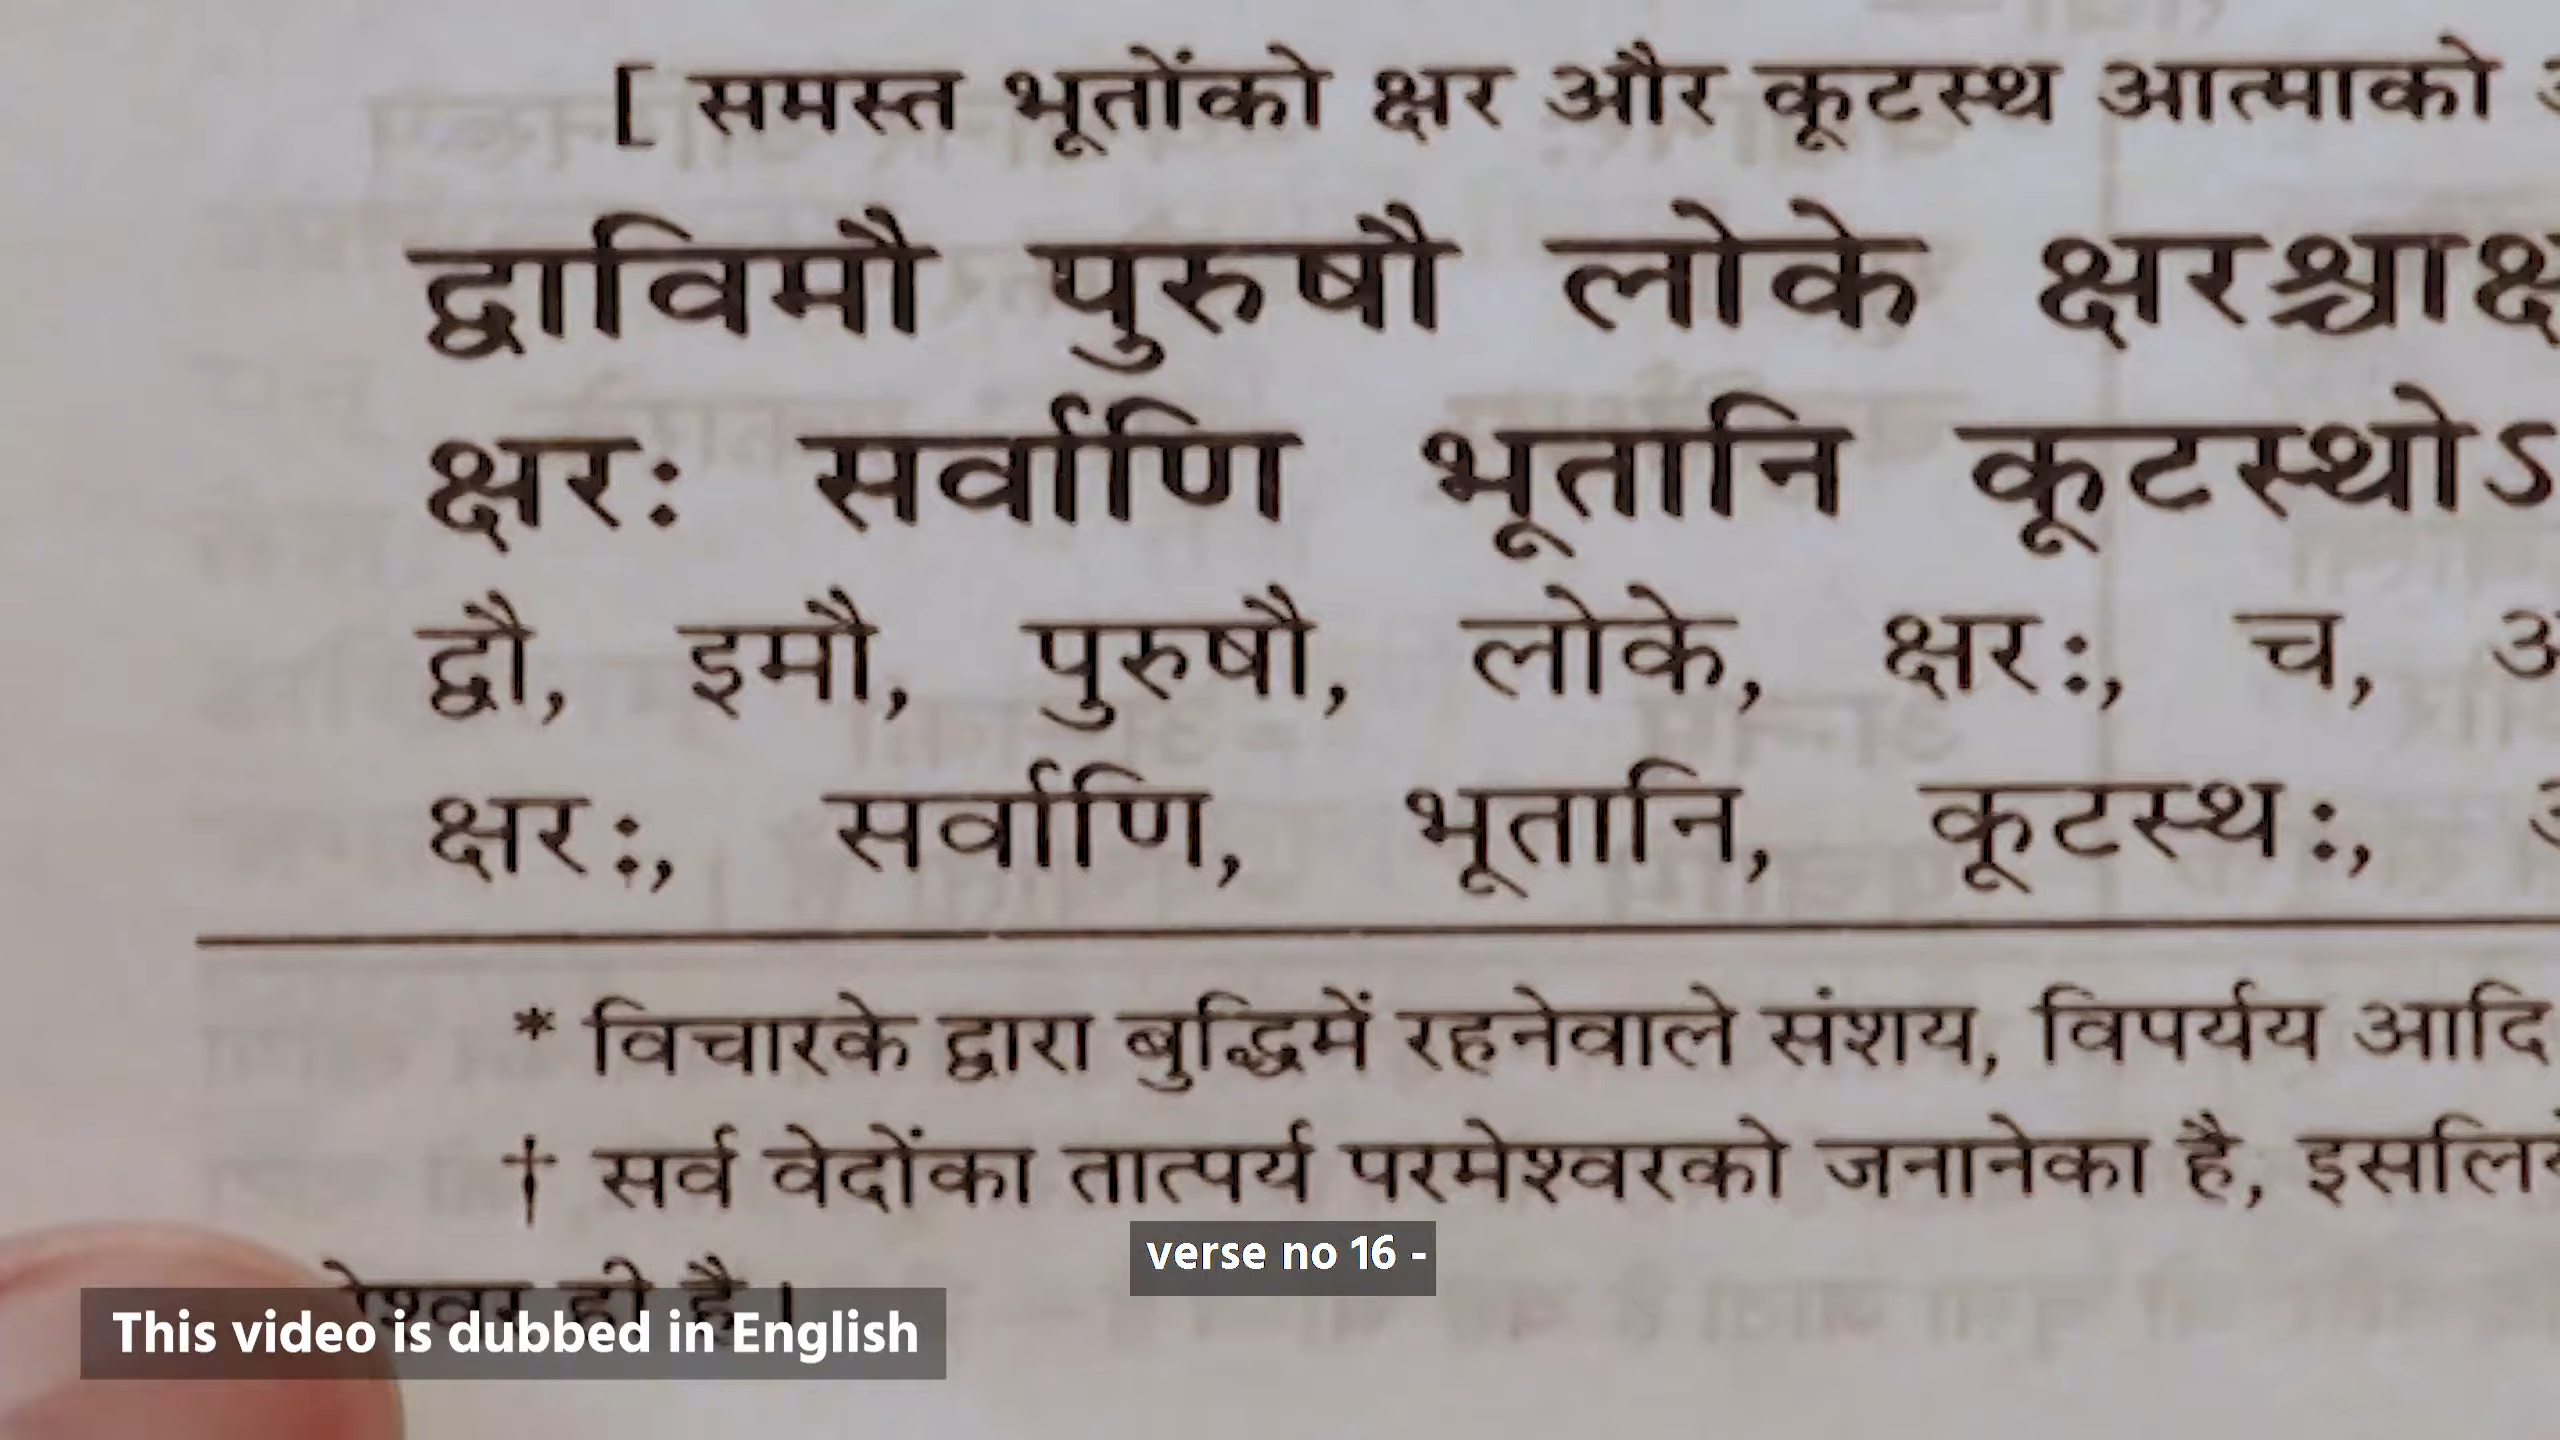 [ समस्त भूतोंको क्षर और कूटस्थ आत्माको
द्वाविमौ पुरुषौ लोके क्षरश्चाक्ष
क्षरः सर्वाणि भूतानि कूटस्थोऽ
द्वौ, इमौ, पुरुषौ, लोके, क्षरः, च,
क्षरः, सर्वाणि, भूतानि, कूटस्थः,
* विचारके द्वारा बुद्धिमें रहनेवाले संशय, विपर्यय आदि
† सर्व वेदोंका तात्पर्य परमेश्वरको जनानेका है,
ही है।
verse no 16 -
This video is dubbed in English